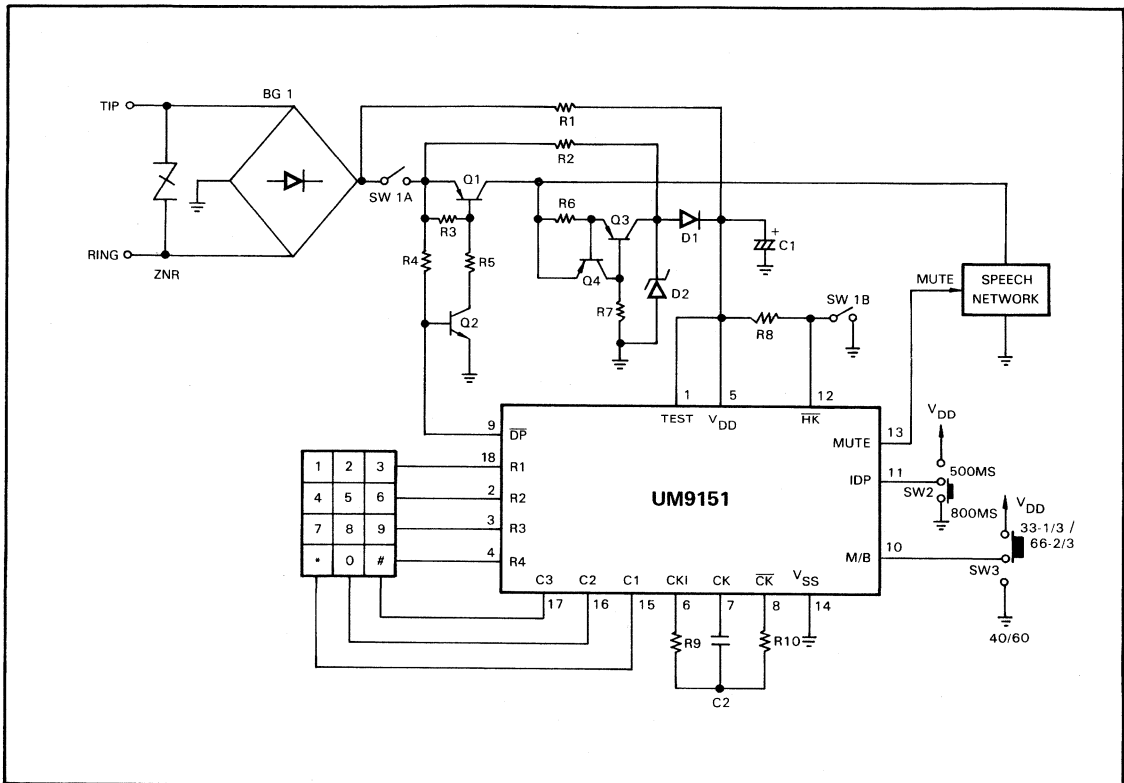 BG 1
TIP
R1
R2
SW 1A
Q1
R3
R4
R5
R6
Q3
D1
+
C1
RING
ZNR
Q4
R7
D2
Q2
SW 1B
R8
MUTE
SPEECH
NETWORK
1
5
12
TEST
VDD
HK
9
DP
MUTE
13
VDD
18
R1
IDP
11
500MS
SW2
800MS
2
R2
UM9151
VDD
33-1/3 /
66-2/3
3
R3
M/B
10
SW3
4
R4
40/60
1 2 3
4 5 6
7 8 9
* 0 #
C3
C2
C1
CKI
CK
CK
VSS
17
16
15
6
7
8
14
R9
R10
C2